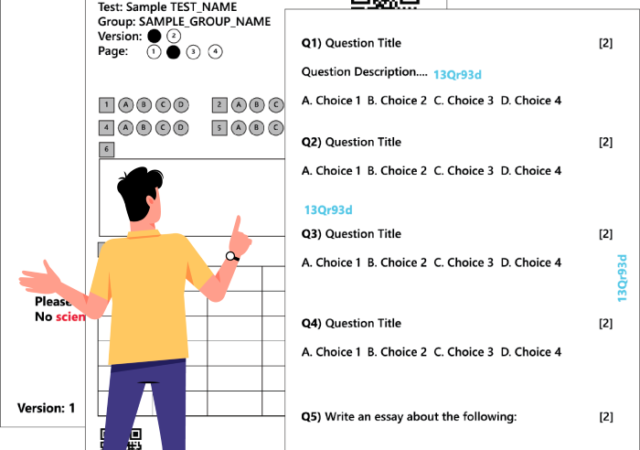 Test: Sample TEST_NAME
Group: SAMPLE_GROUP_NAME
Version: 2
Page: 1 3 4
1 A B C D 2 A B C
4 A B C D 5 A B C
6
Please
No scien
Version: 1
Q1) Question Title [2]
Question Description.... 13Qr93d
A. Choice 1 B. Choice 2 C. Choice 3 D. Choice 4
Q2) Question Title [2]
A. Choice 1 B. Choice 2 C. Choice 3 D. Choice 4
13Qr93d
Q3) Question Title [2]
A. Choice 1 B. Choice 2 C. Choice 3 D. Choice 4
13Qr93d
Q4) Question Title [2]
A. Choice 1 B. Choice 2 C. Choice 3 D. Choice 4
Q5) Write an essay about the following: [2]